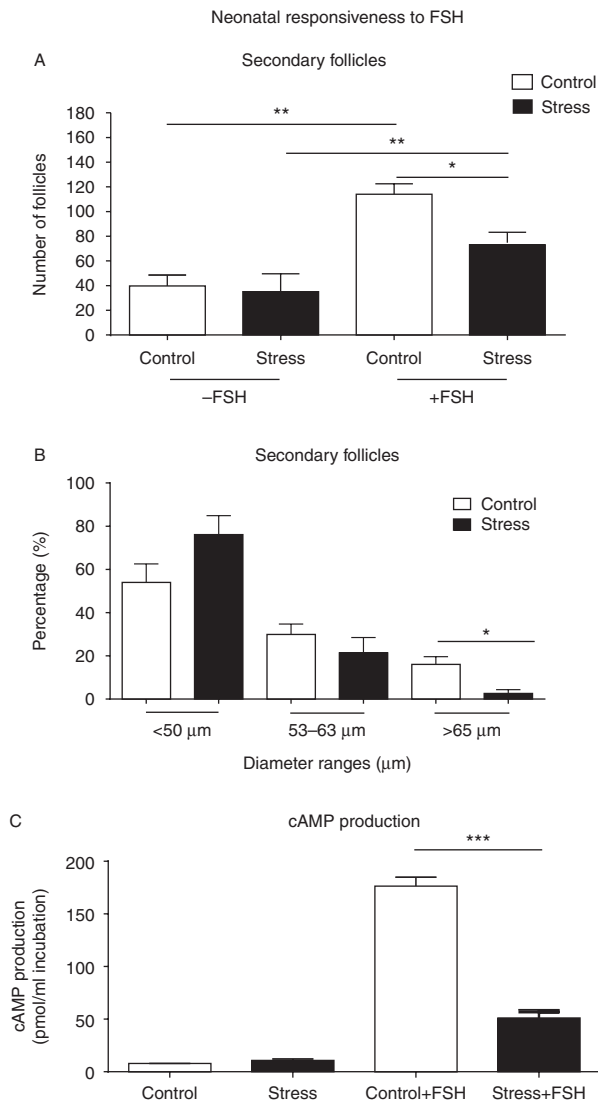 Neonatal responsiveness to FSH
A
Secondary follicles
Control
Stress
Number of follicles
180
160
140
120
100
80
60
40
20
0
**
**
*
Control Stress Control Stress
–FSH +FSH
B
Secondary follicles
Control
Stress
Percentage (%)
100
80
60
40
20
0
*
<50 μm 53–63 μm >65 μm
Diameter ranges (μm)
C
cAMP production
cAMP production
(pmol/ml incubation)
200
150
100
50
0
***
Control Stress Control+FSH Stress+FSH